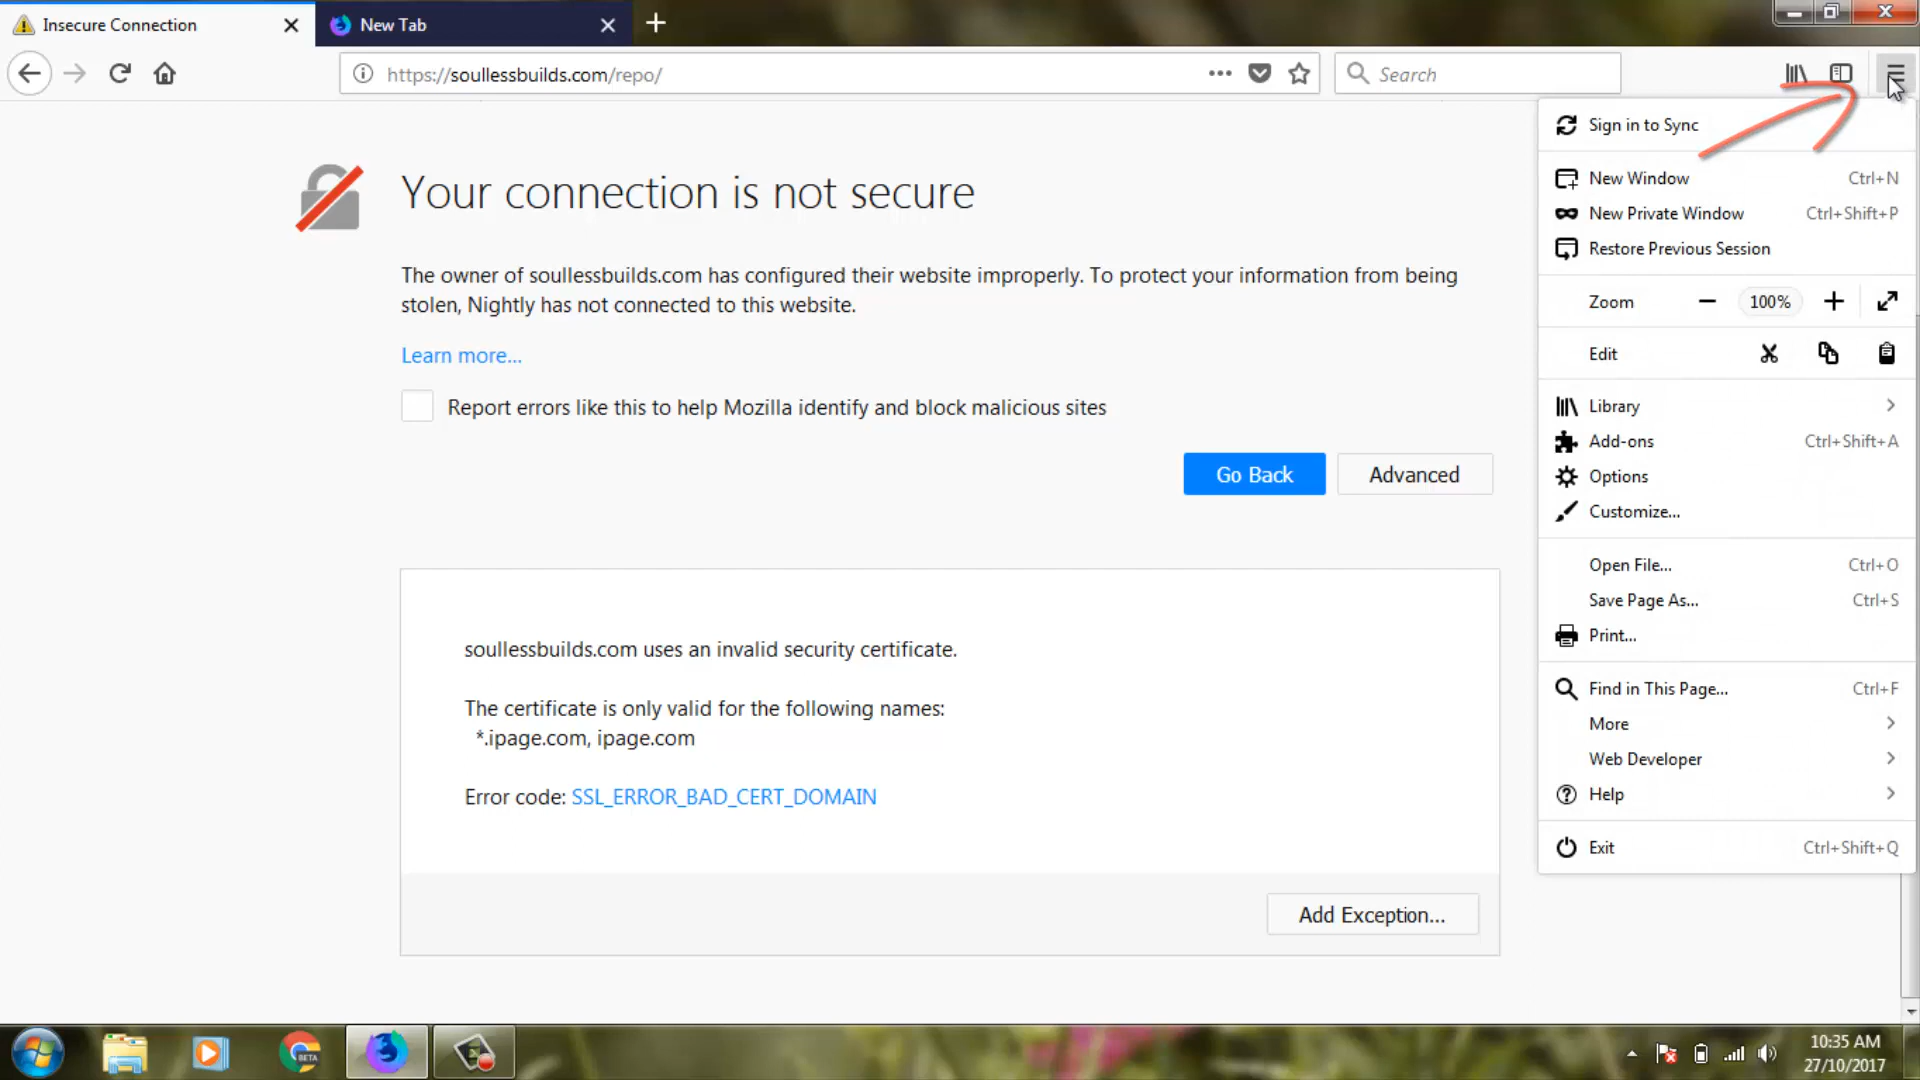 Insecure Connection
New Tab
https://soullessbuilds.com/repo/
Search
Your connection is not secure
The owner of soullessbuilds.com has configured their website improperly. To protect your information from being
stolen, Nightly has not connected to this website.
Learn more...
Report errors like this to help Mozilla identify and block malicious sites
Go Back
Advanced
soullessbuilds.com uses an invalid security certificate.
The certificate is only valid for the following names:
*.ipage.com, ipage.com
Error code: SSL_ERROR_BAD_CERT_DOMAIN
Add Exception...
Sign in to Sync
New Window Ctrl+N
New Private Window Ctrl+Shift+P
Restore Previous Session
Zoom 100%
Edit
Library
Add-ons Ctrl+Shift+A
Options
Customize...
Open File... Ctrl+O
Save Page As... Ctrl+S
Print...
Find in This Page... Ctrl+F
More
Web Developer
Help
Exit Ctrl+Shift+Q
BETA
10:35 AM
27/10/2017